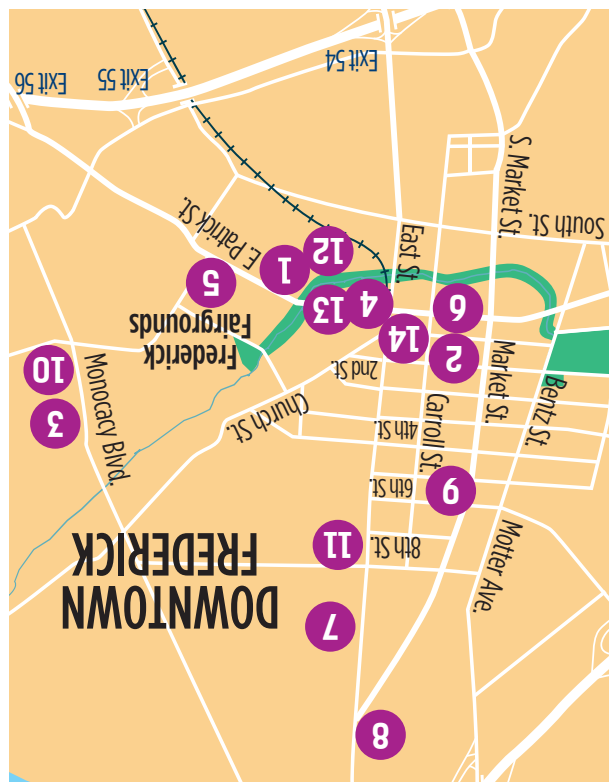 8
7
DOWNTOWN
FREDERICK
Motter Ave.
8th St.
11
9
6th St.
3
Monocacy Blvd.
4th St.
Carroll St.
Church St.
Bentz St.
Market St.
10
2nd St.
2
14
Frederick
Fairgrounds
6
4
13
5
1
12
E. Patrick St.
East St.
South St.
S. Market St.
Exit 54
Exit 55
Exit 56